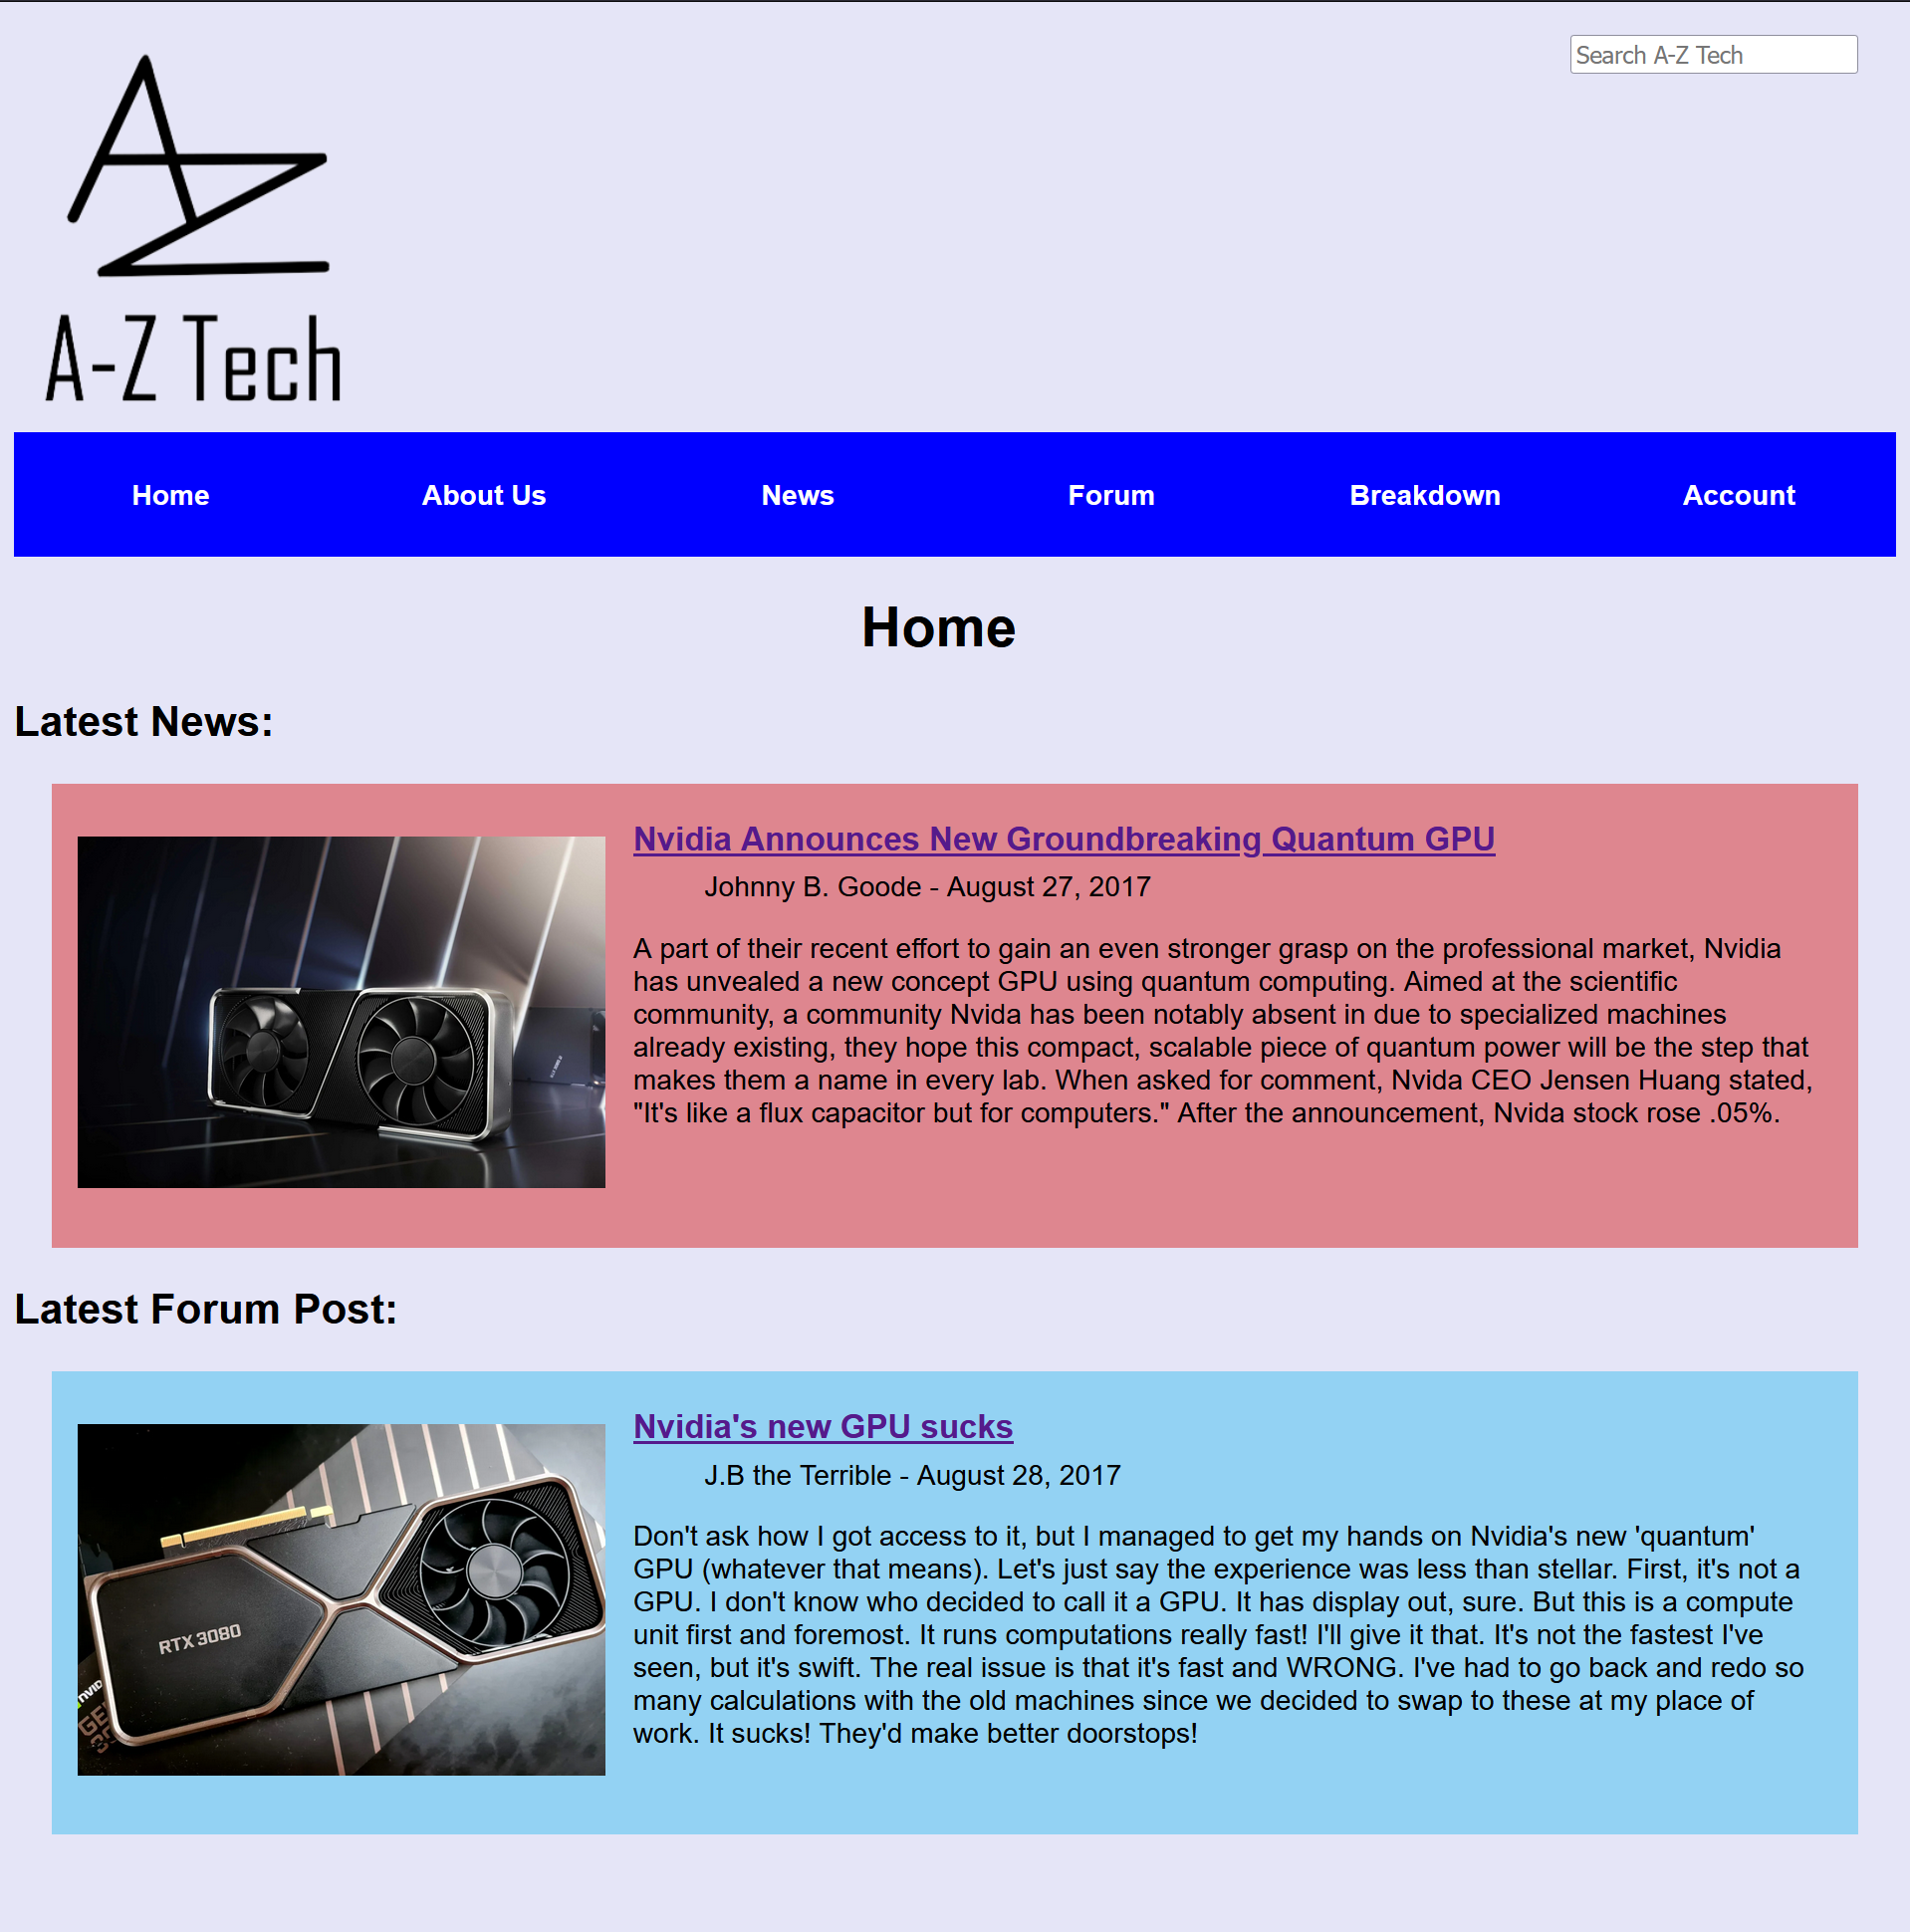 Search A-Z Tech
AZ
A-Z Tech
Home
About Us
News
Forum
Breakdown
Account
Home
Latest News:
Nvidia Announces New Groundbreaking Quantum GPU
Johnny B. Goode - August 27, 2017
A part of their recent effort to gain an even stronger grasp on the professional market, Nvidia
has unvealed a new concept GPU using quantum computing. Aimed at the scientific
community, a community Nvida has been notably absent in due to specialized machines
already existing, they hope this compact, scalable piece of quantum power will be the step that
makes them a name in every lab. When asked for comment, Nvida CEO Jensen Huang stated,
"It's like a flux capacitor but for computers." After the announcement, Nvida stock rose .05%.
Latest Forum Post:
Nvidia's new GPU sucks
J.B the Terrible - August 28, 2017
RTX 3080
Don't ask how I got access to it, but I managed to get my hands on Nvidia's new 'quantum'
GPU (whatever that means). Let's just say the experience was less than stellar. First, it's not a
GPU. I don't know who decided to call it a GPU. It has display out, sure. But this is a compute
unit first and foremost. It runs computations really fast! I'll give it that. It's not the fastest I've
seen, but it's swift. The real issue is that it's fast and WRONG. I've had to go back and redo so
many calculations with the old machines since we decided to swap to these at my place of
work. It sucks! They'd make better doorstops!